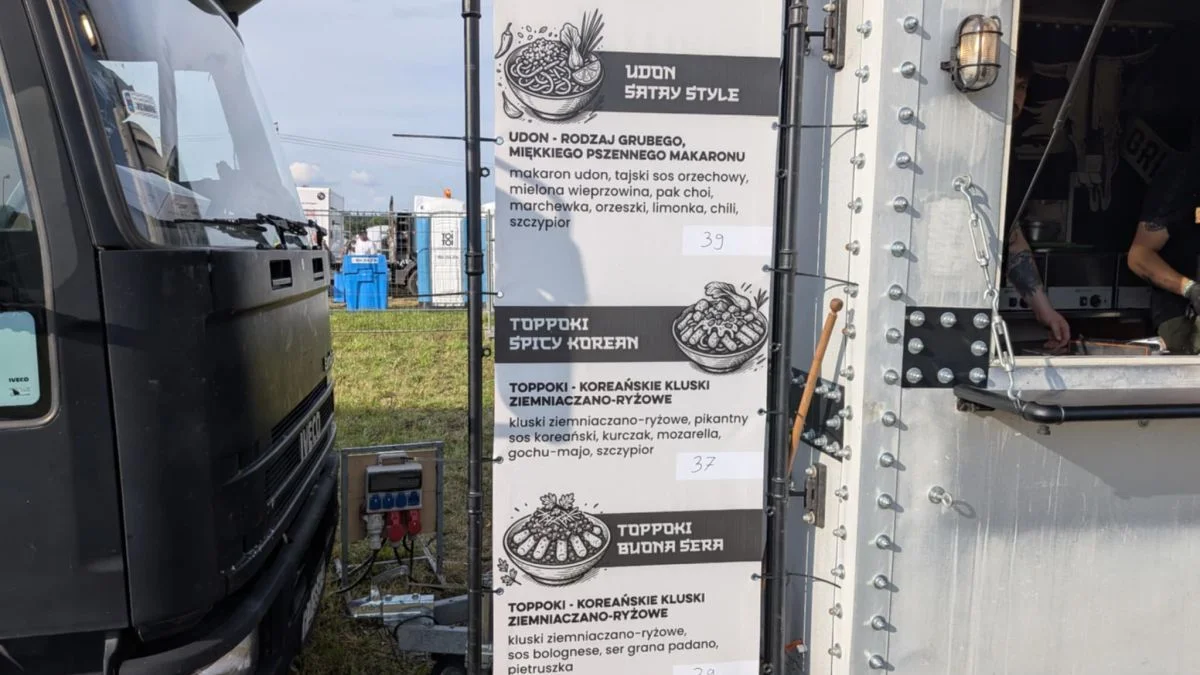 UDON
SATAY STYLE
UDON - RODZAJ GRUBEGO,
MIĘKKIEGO PSZENNEGO MAKARONU
makaron udon, tajski sos orzechowy,
mielona wieprzowina, pak choi,
marchewka, orzeszki, limonka, chili,
szczypior
39
TOPPOKI
SPICY KOREAN
TOPPOKI - KOREAŃSKIE KLUSKI
ZIEMNIACZANO-RYŻOWE
kluski ziemniaczano-ryżowe, pikantny
sos koreański, kurczak, mozarella,
gochu-majo, szczypior
37
TOPPOKI
BUONA SERA
TOPPOKI - KOREAŃSKIE KLUSKI
ZIEMNIACZANO-RYŻOWE
kluski ziemniaczano-ryżowe,
sos bolognese, ser grana padano,
pietruszka
IVECO
IVECO
TOI
TOI